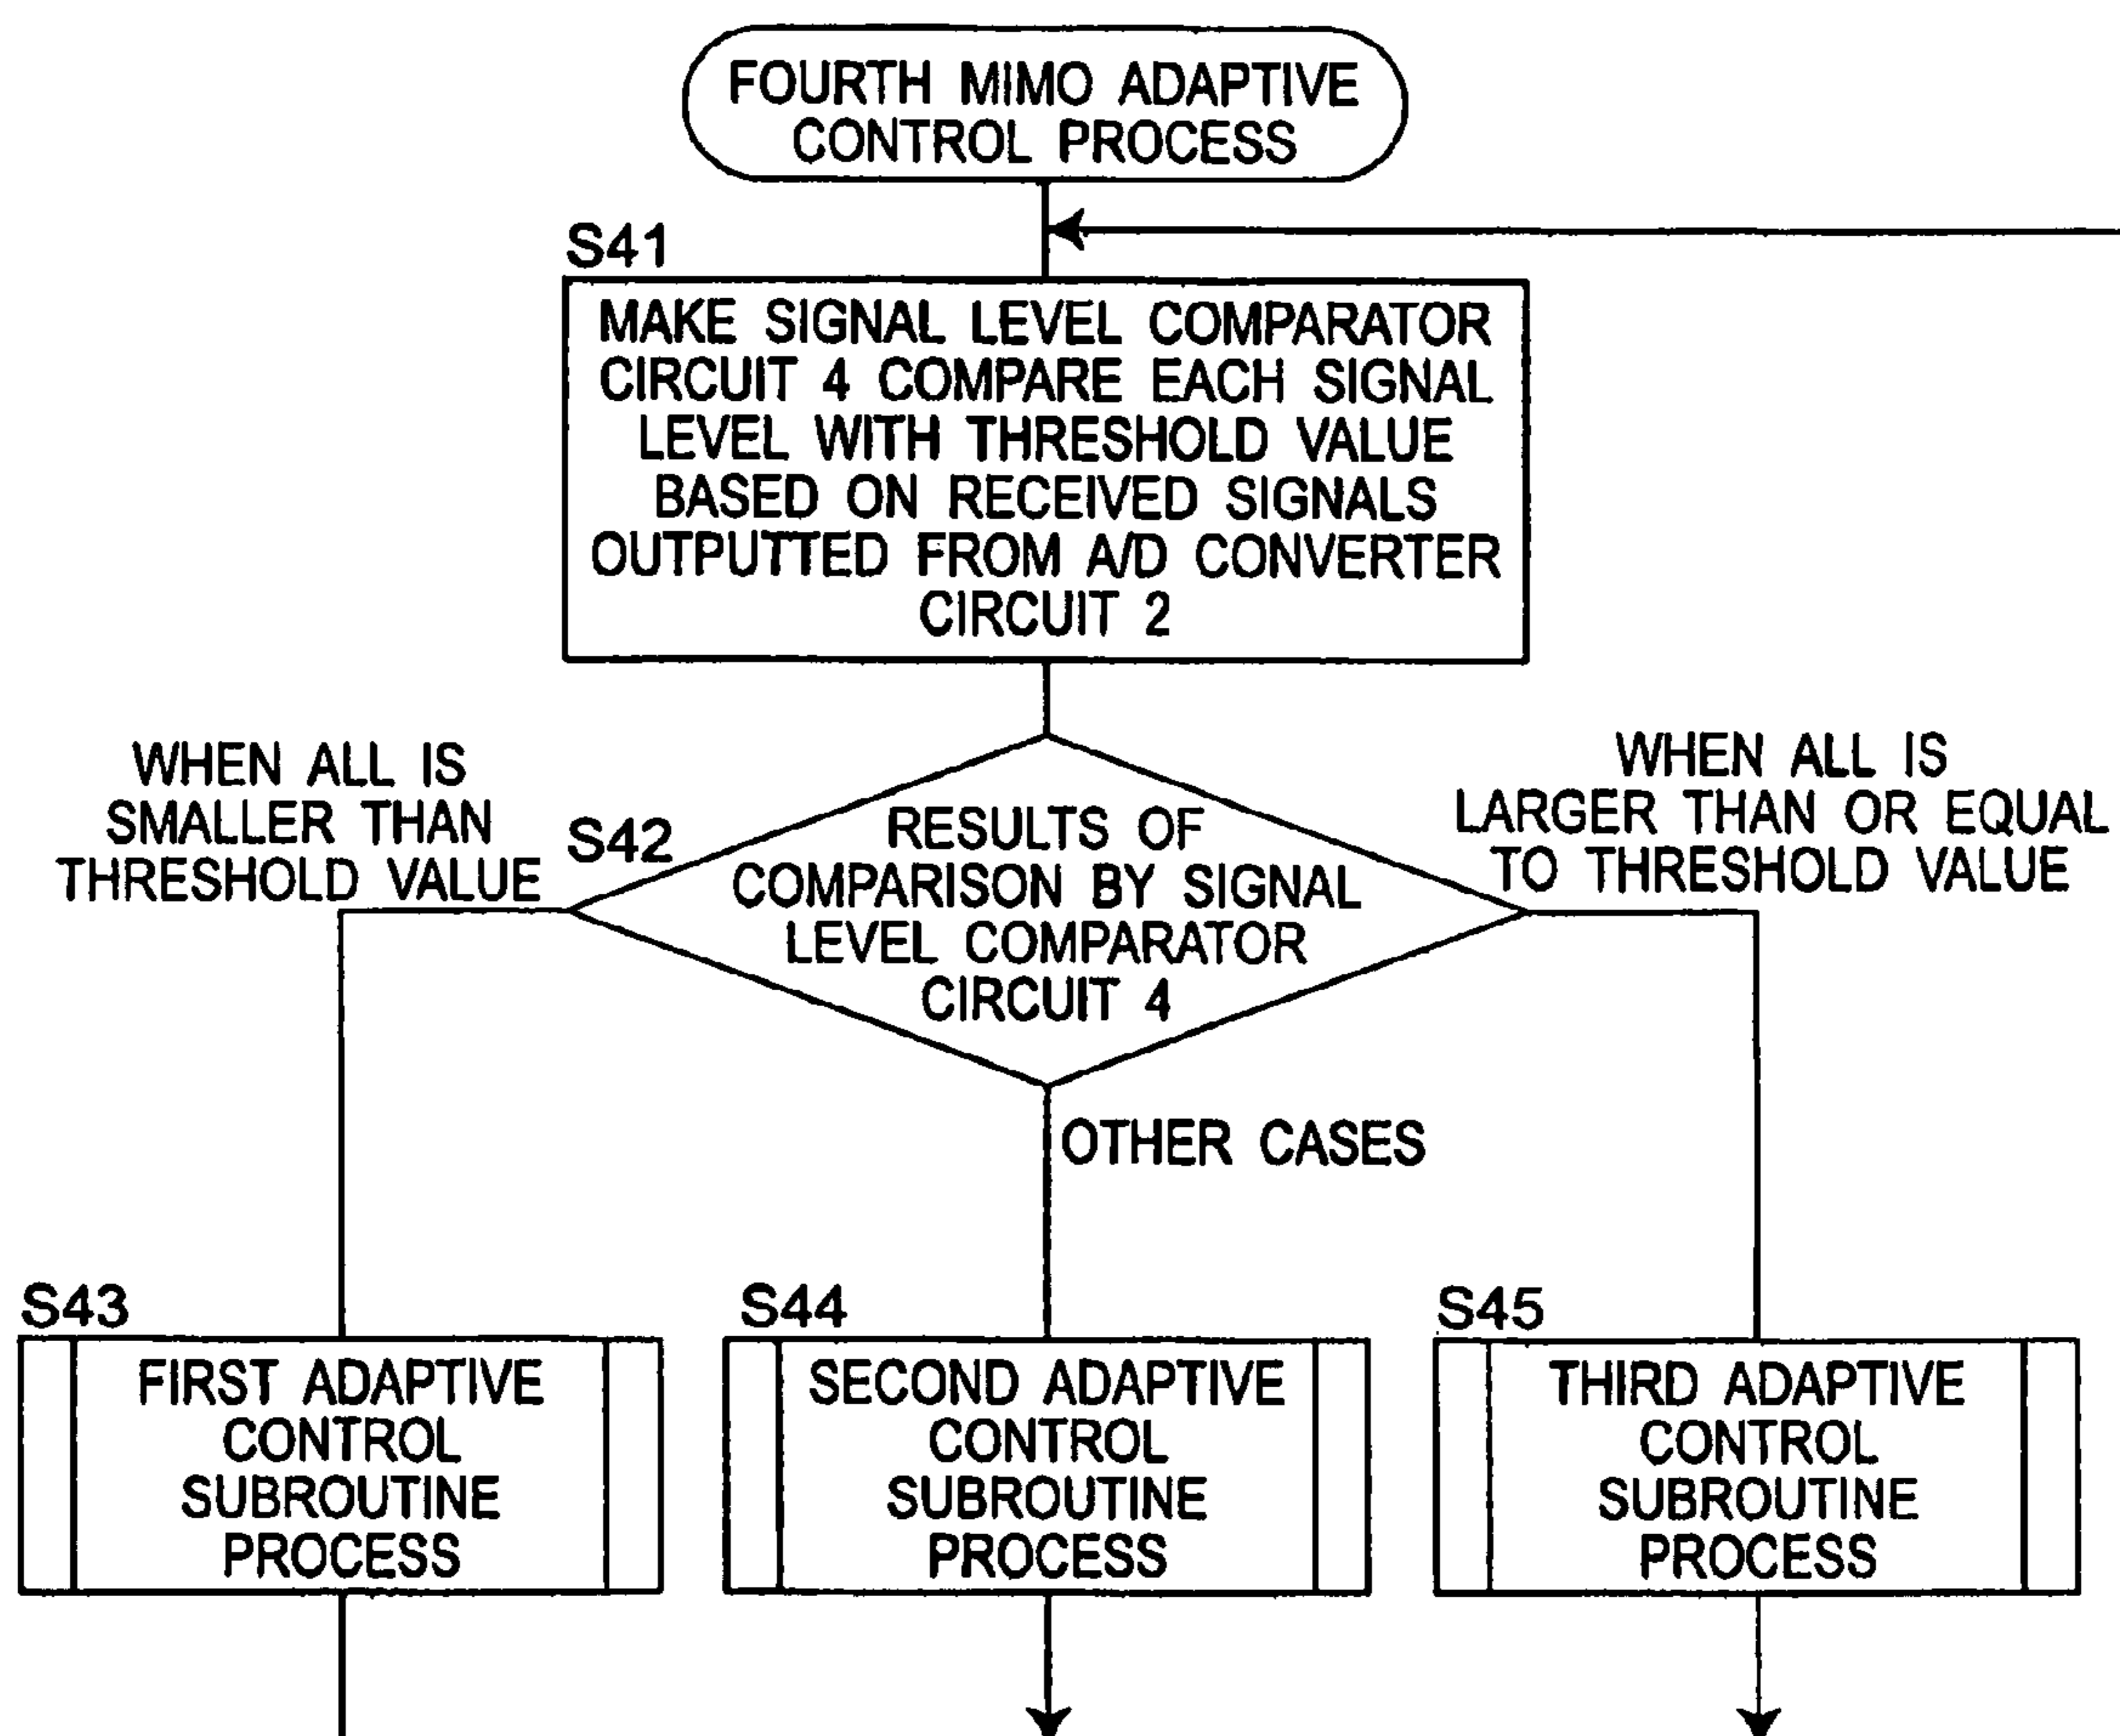 FOURTH MIMO ADAPTIVE
CONTROL PROCESS
S41
MAKE SIGNAL LEVEL COMPARATOR
CIRCUIT 4 COMPARE EACH SIGNAL
LEVEL WITH THRESHOLD VALUE
BASED ON RECEIVED SIGNALS
OUTPUTTED FROM A/D CONVERTER
CIRCUIT 2
WHEN ALL IS
SMALLER THAN
THRESHOLD VALUE
S42
RESULTS OF
COMPARISON BY SIGNAL
LEVEL COMPARATOR
CIRCUIT 4
WHEN ALL IS
LARGER THAN OR EQUAL
TO THRESHOLD VALUE
OTHER CASES
S43
FIRST ADAPTIVE
CONTROL
SUBROUTINE
PROCESS
S44
SECOND ADAPTIVE
CONTROL
SUBROUTINE
PROCESS
S45
THIRD ADAPTIVE
CONTROL
SUBROUTINE
PROCESS